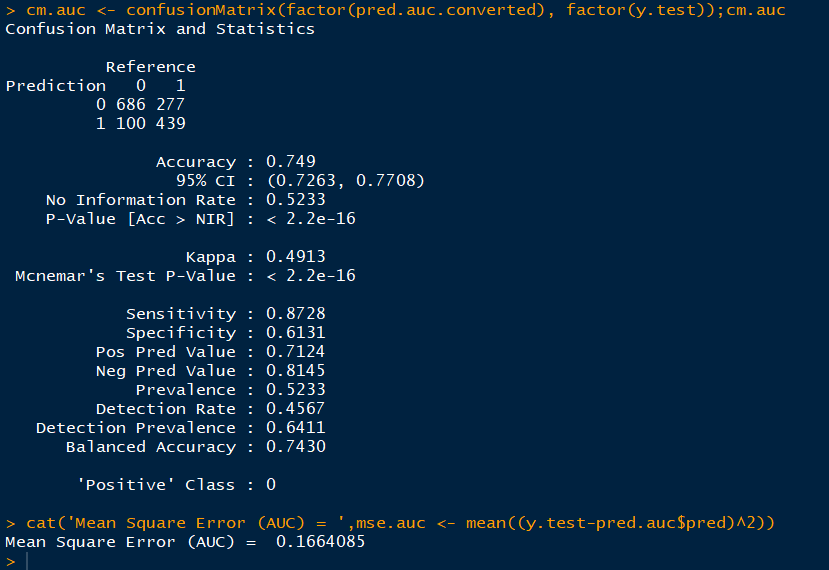 > cm.auc <- confusionMatrix(factor(pred.auc.converted), factor(y.test));cm.auc
Confusion Matrix and Statistics
Reference
Prediction 0 1
0 686 277
1 100 439
Accuracy : 0.749
95% CI : (0.7263, 0.7708)
No Information Rate : 0.5233
P-Value [Acc > NIR] : < 2.2e-16
Kappa : 0.4913
Mcnemar's Test P-Value : < 2.2e-16
Sensitivity : 0.8728
Specificity : 0.6131
Pos Pred Value : 0.7124
Neg Pred Value : 0.8145
Prevalence : 0.5233
Detection Rate : 0.4567
Detection Prevalence : 0.6411
Balanced Accuracy : 0.7430
'Positive' Class : 0
> cat('Mean Square Error (AUC) = ',mse.auc <- mean((y.test-pred.auc$pred)^2))
Mean Square Error (AUC) =  0.1664085
>